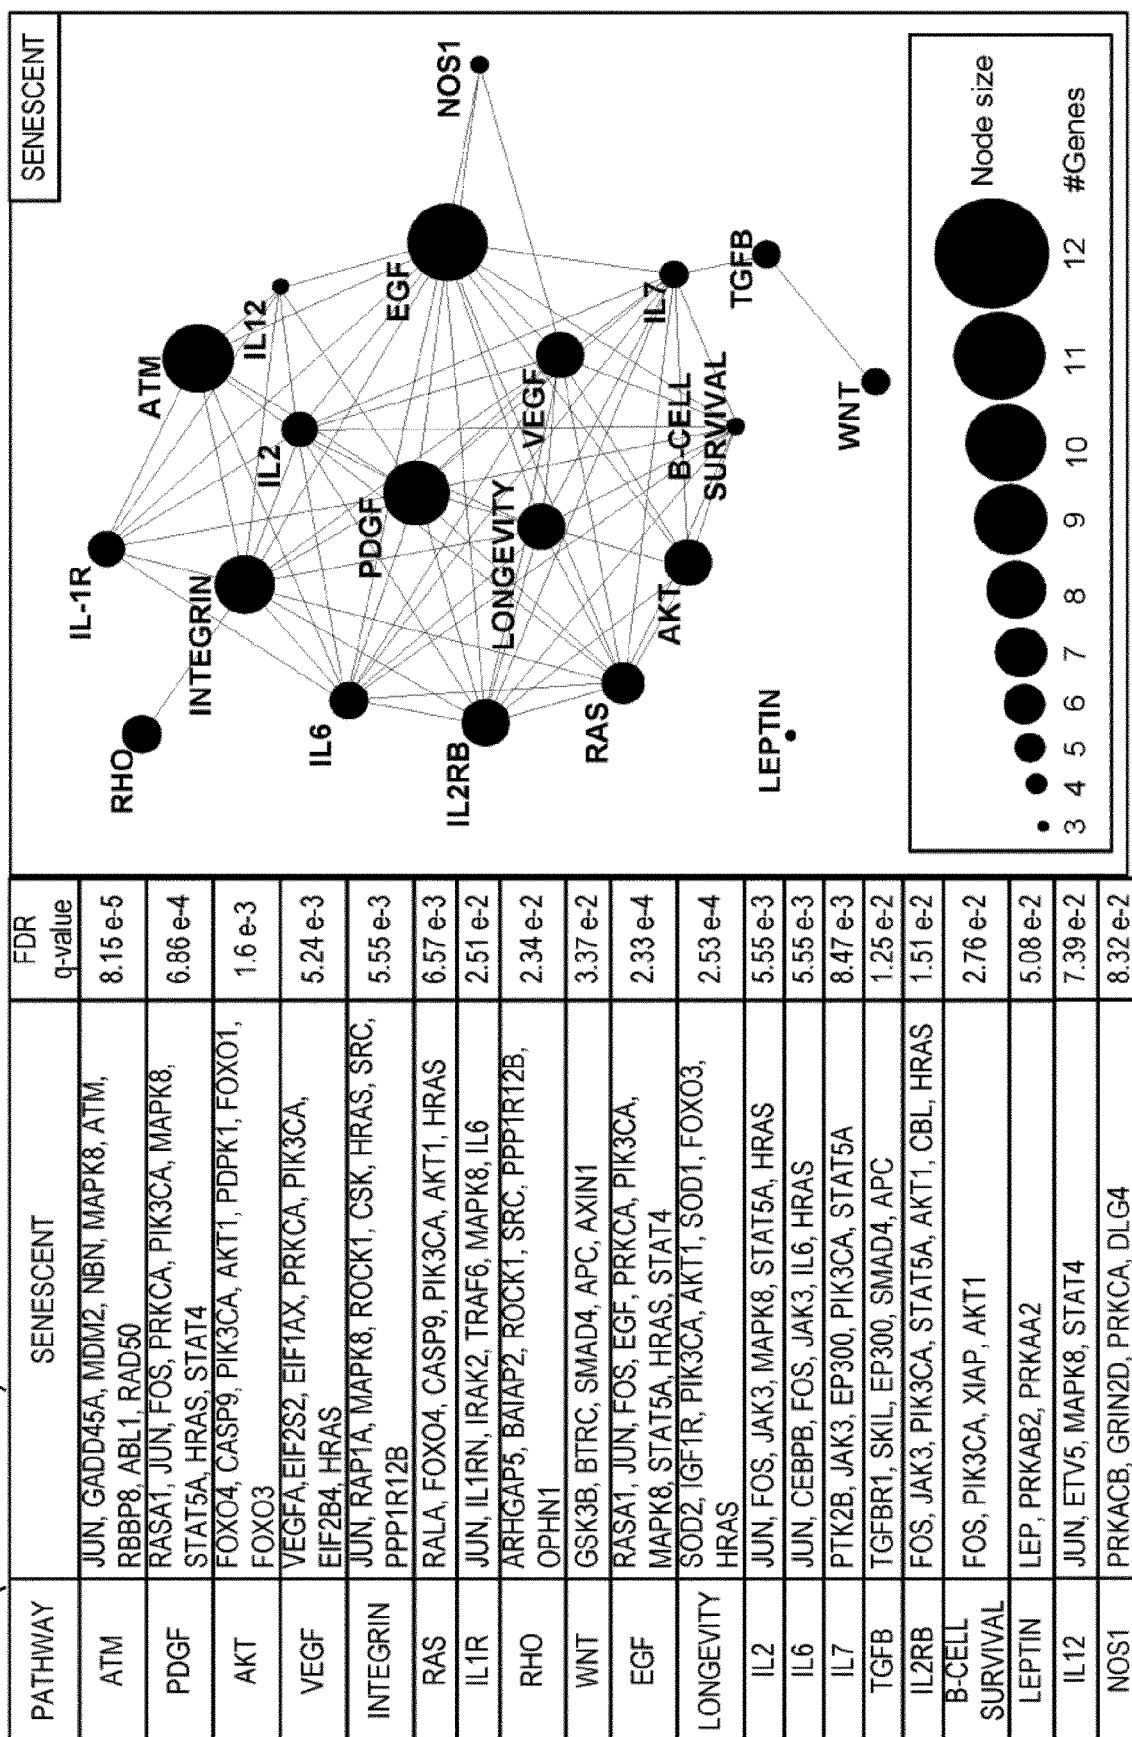 PATHWAY SENESCENT FDR q-value
ATM JUN, GADD45A, MDM2, NBN, MAPK8, ATM, 8.15 e-5
RBBP8, ABL1, RAD50
PDGF RASA1, JUN, FOS, PRKCA, PIK3CA, MAPK8, 6.86 e-4
STAT5A, HRAS, STAT4
AKT FOXO4, CASP9, PIK3CA, AKT1, PDPK1, FOXO1, 1.6 e-3
FOXO3
VEGF VEGFA, EIF2S2, EIF1AX, PRKCA, PIK3CA, 5.24 e-3
EIF2B4, HRAS
INTEGRIN JUN, RAP1A, MAPK8, ROCK1, CSK, HRAS, SRC, 5.55 e-3
PPP1R12B
RAS RALA, FOXO4, CASP9, PIK3CA, AKT1, HRAS 6.57 e-3
IL1R JUN, IL1RN, IRAK2, TRAF6, MAPK8, IL6 2.51 e-2
RHO ARHGAP5, BAIAP2, ROCK1, SRC, PPP1R12B, 2.34 e-2
OPHN1
WNT GSK3B, BTRC, SMAD4, APC, AXIN1 3.37 e-2
EGF RASA1, JUN, FOS, EGF, PRKCA, PIK3CA, 2.33 e-4
MAPK8, STAT5A, HRAS, STAT4
LONGEVITY SOD2, IGF1R, PIK3CA, AKT1, SOD1, FOXO3, 2.53 e-4
HRAS
IL2 JUN, FOS, JAK3, MAPK8, STAT5A, HRAS 5.55 e-3
IL6 JUN, CEBPB, FOS, JAK3, IL6, HRAS 5.55 e-3
IL7 PTK2B, JAK3, EP300, PIK3CA, STAT5A 8.47 e-3
TGFB TGFBR1, SKIL, EP300, SMAD4, APC 1.25 e-2
IL2RB FOS, JAK3, PIK3CA, STAT5A, AKT1, CBL, HRAS 1.51 e-2
B-CELL
SURVIVAL FOS, PIK3CA, XIAP, AKT1 2.76 e-2
LEPTIN LEP, PRKAB2, PRKAA2 5.08 e-2
IL12 JUN, ETV5, MAPK8, STAT4 7.39 e-2
NOS1 PRKACB, GRIN2D, PRKCA, DLG4 8.32 e-2
SENESCENT
RHO
IL-1R
ATM
INTEGRIN
IL2
IL12
IL6
PDGF
EGF
NOS1
IL2RB
LONGEVITY
VEGF
RAS
AKT
B-CELL
SURVIVAL
IL7
TGFB
LEPTIN
WNT
Node size
3 4 5 6 7 8 9 10 11 12 #Genes